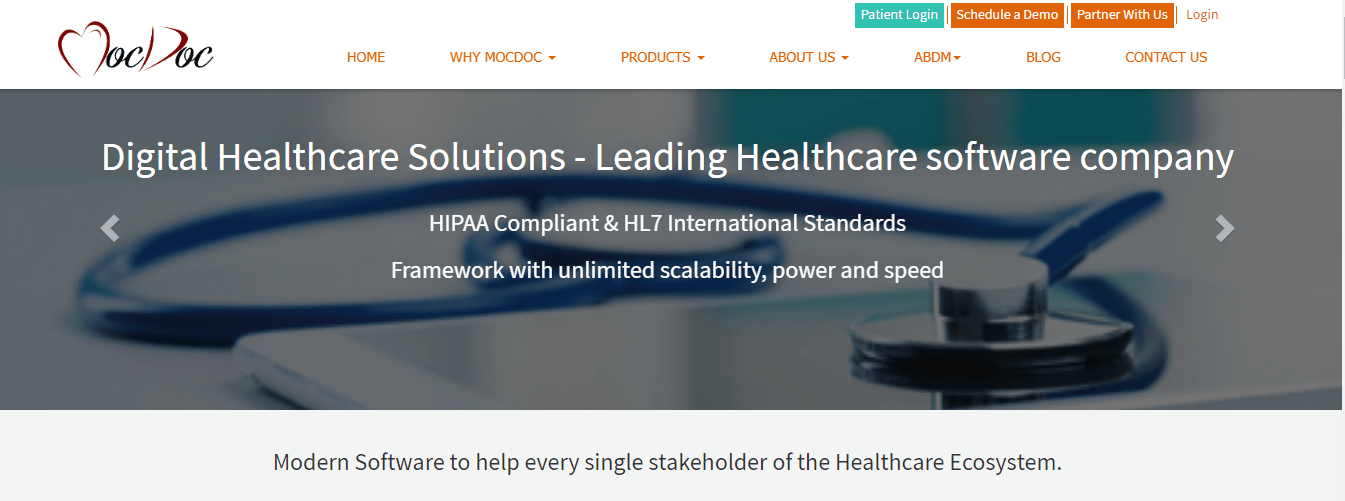 Patient Login | Schedule a Demo | Partner With Us | Login
MocDoc
HOME WHY MOCDOC PRODUCTS ABOUT US ABDM BLOG CONTACT US
Digital Healthcare Solutions - Leading Healthcare software company
HIPAA Compliant & HL7 International Standards
Framework with unlimited scalability, power and speed
Modern Software to help every single stakeholder of the Healthcare Ecosystem.